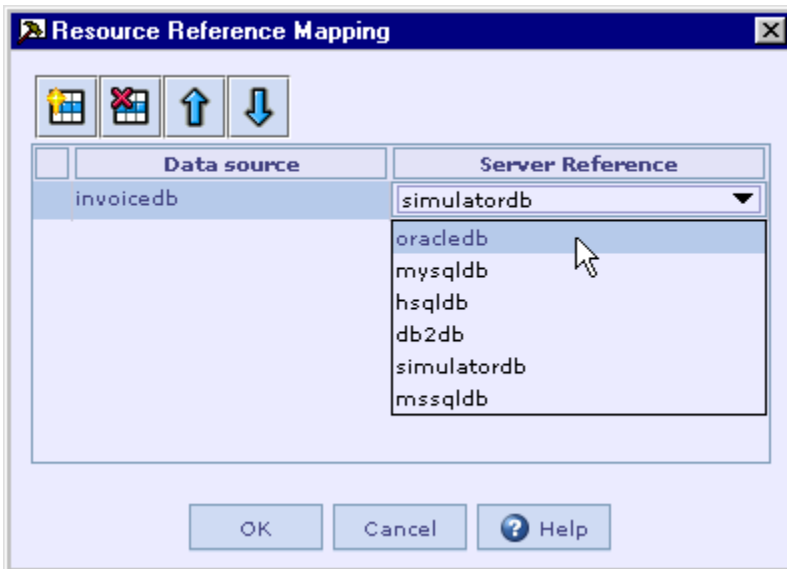 Resource Reference Mapping
Data source Server Reference
invoicedb simulatordb
oracledb
mysqldb
hsqldb
db2db
simulatordb
mssqldb
OK Cancel Help